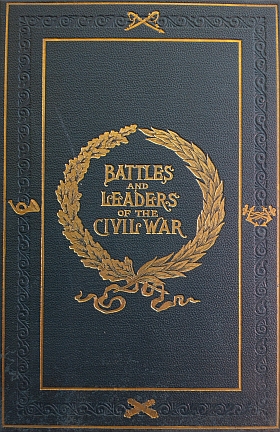 BATTLES
AND
LEADERS
OF THE
CIVIL WAR